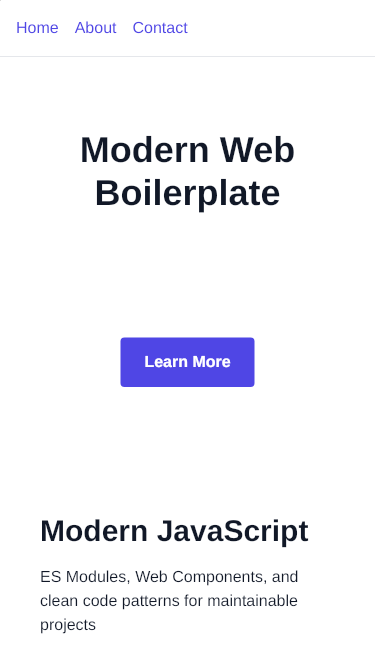 Home About Contact
Modern Web
Boilerplate
Learn More
Modern JavaScript
ES Modules, Web Components, and
clean code patterns for maintainable
projects